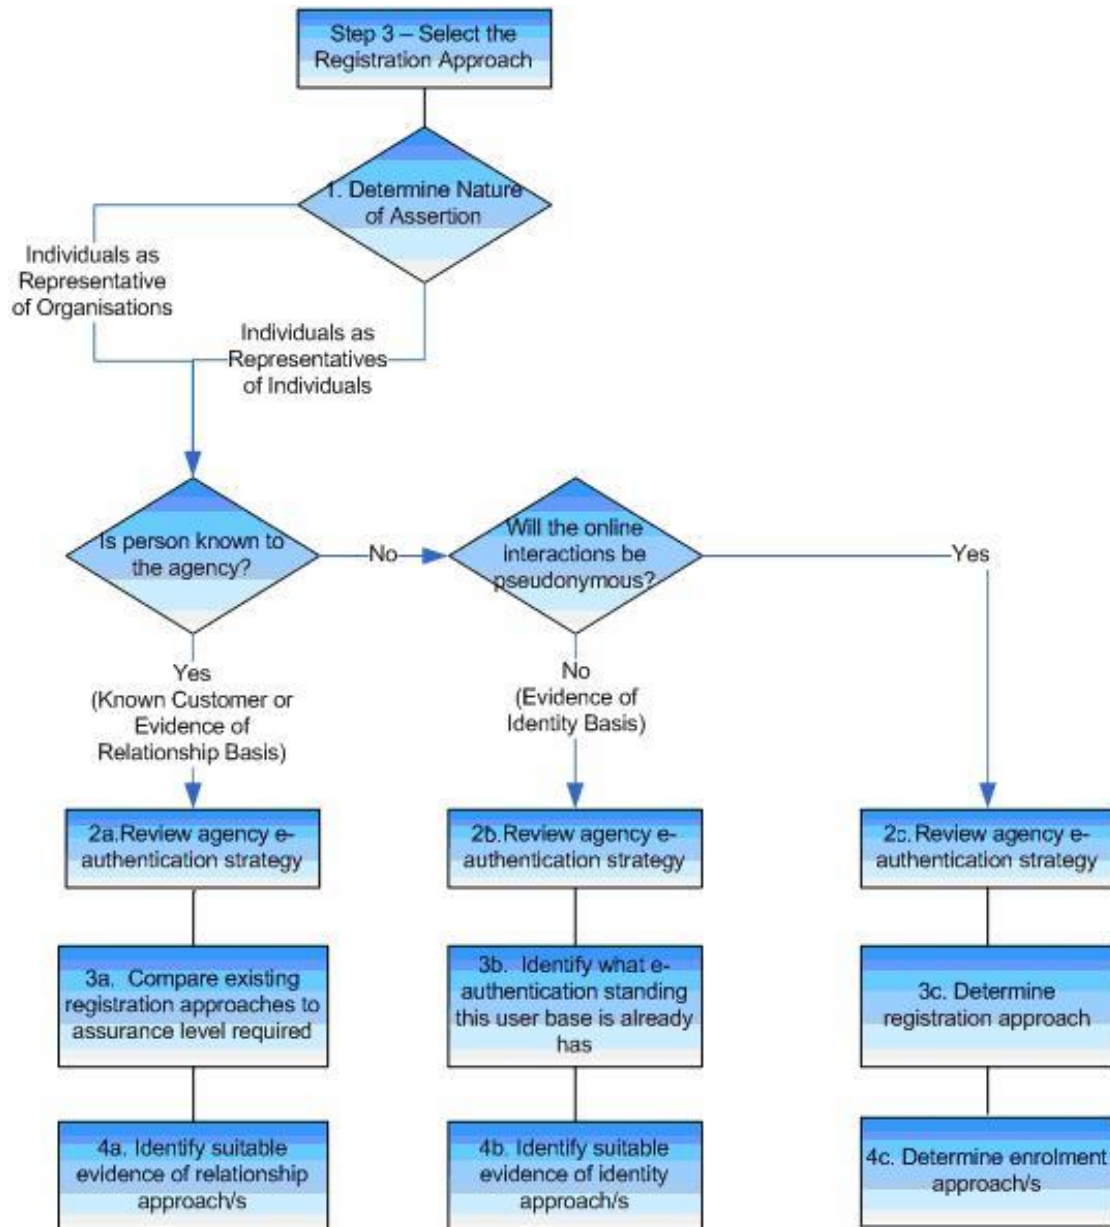 Step 3 – Select the
Registration Approach
1. Determine Nature
of Assertion
Individuals as
Representative
of Organisations
Individuals as
Representatives
of Individuals
Is person known to
the agency?
No
Will the online
interactions be
pseudonymous?
Yes
Yes
(Known Customer or
Evidence of
Relationship Basis)
No
(Evidence of
Identity Basis)
2a.Review agency e-
authentication strategy
2b.Review agency e-
authentication strategy
2c. Review agency e-
authentication strategy
3a. Compare existing
registration approaches to
assurance level required
3b. Identify what e-
authentication standing
this user base is already
has
3c. Determine
registration approach
4a. Identify suitable
evidence of relationship
approach/s
4b. Identify suitable
evidence of identity
approach/s
4c. Determine enrolment
approach/s